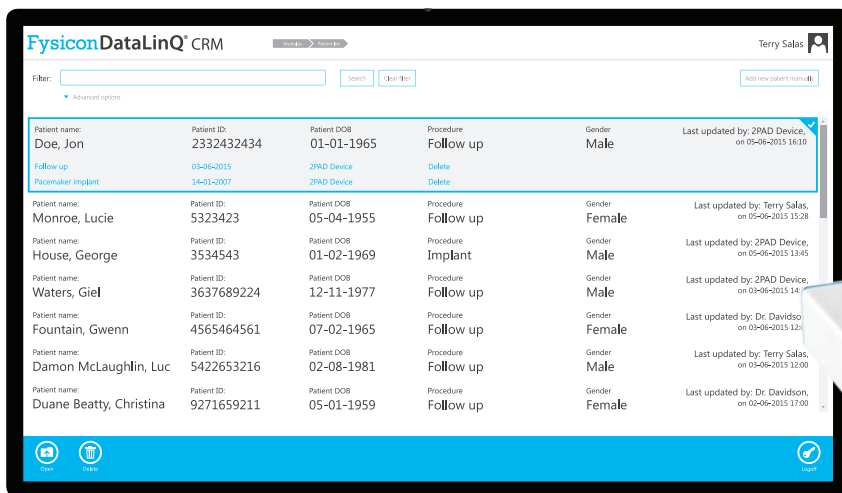 FysiconDataLinQ® CRM
Modules
Patient list
Terry Salas
Filter:
Search
Clear filter
Add new patient manually
Advanced options
Patient name: Patient ID: Patient DOB Procedure Gender Last updated by: 2PAD Device,
Doe, Jon 2332432434 01-01-1965 Follow up Male on 05-06-2015 16:10
Follow up 03-06-2015 2PAD Device Delete
Pacemaker implant 14-01-2007 2PAD Device Delete
Patient name: Patient ID: Patient DOB Procedure Gender Last updated by: Terry Salas,
Monroe, Lucie 5323423 05-04-1955 Follow up Female on 05-06-2015 15:28
Patient name: Patient ID: Patient DOB Procedure Gender Last updated by: 2PAD Device,
House, George 3534543 01-02-1969 Implant Male on 05-06-2015 13:45
Patient name: Patient ID: Patient DOB Procedure Gender Last updated by: 2PAD Device,
Waters, Giel 3637689224 12-11-1977 Follow up Male on 03-06-2015
Patient name: Patient ID: Patient DOB Procedure Gender Last updated by: Dr.
Fountain, Gwenn 4565464561 07-02-1965 Follow up Female on 03-06-2015
Patient name: Patient ID: Patient DOB Procedure Gender Last updated by: Terry Salas,
Damon McLaughlin, Luc 5422653216 02-08-1981 Follow up Male on 03-06-2015 12:00
Patient name: Patient ID: Patient DOB Procedure Gender Last updated by: Dr. Davidson,
Duane Beatty, Christina 9271659211 05-01-1959 Follow up Female on 02-06-2015 17:00
Open
Delete
Logoff